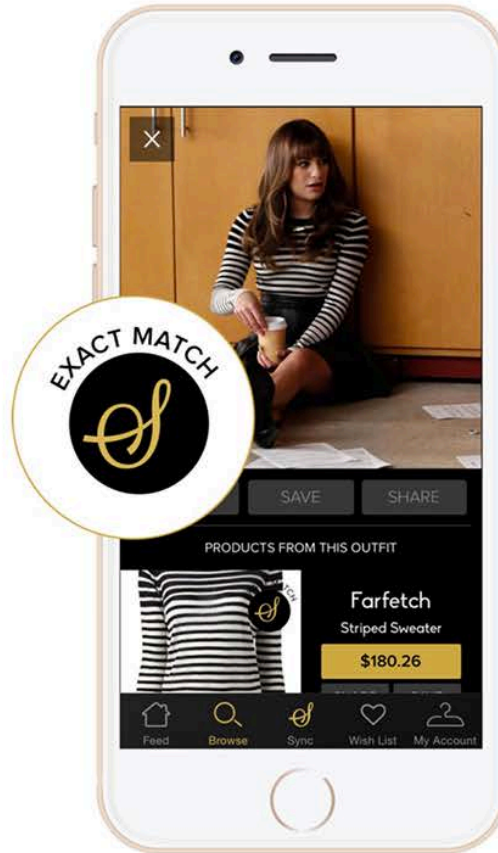 EXACT MATCH
SAVE
SHARE
PRODUCTS FROM THIS OUTFIT
Farfetch
Striped Sweater
$180.26
Feed
Browse
Sync
Wish List
My Account